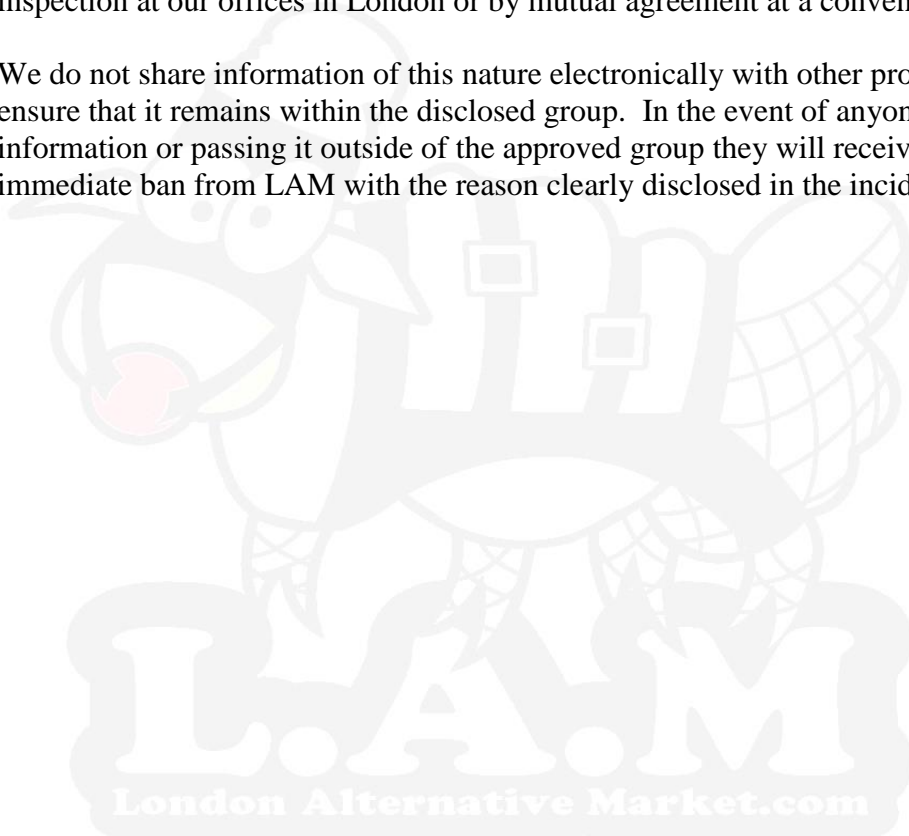 inspection at our offices in London or by mutual agreement at a
We do not share information of this nature electronically with other
ensure that it remains within the disclosed group. In the event of
information or passing it outside of the approved group they will
immediate ban from LAM with the reason clearly disclosed in the
L.A.M
London Alternative Market.com